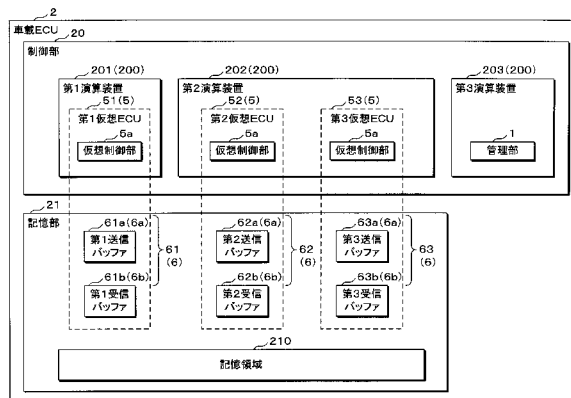 2
車載ECU
20
制御部
201(200)
第1演算装置
51(5)
第1仮想ECU
5a
仮想制御部
202(200)
第2演算装置
52(5)
第2仮想ECU
5a
仮想制御部
53(5)
第3仮想ECU
5a
仮想制御部
203(200)
第3演算装置
1
管理部
21
記憶部
61a(6a)
第1送信
バッファ
61b(6b)
第1受信
バッファ
61
(6)
62a(6a)
第2送信
バッファ
62b(6b)
第2受信
バッファ
62
(6)
63a(6a)
第3送信
バッファ
63b(6b)
第3受信
バッファ
63
(6)
210
記憶領域